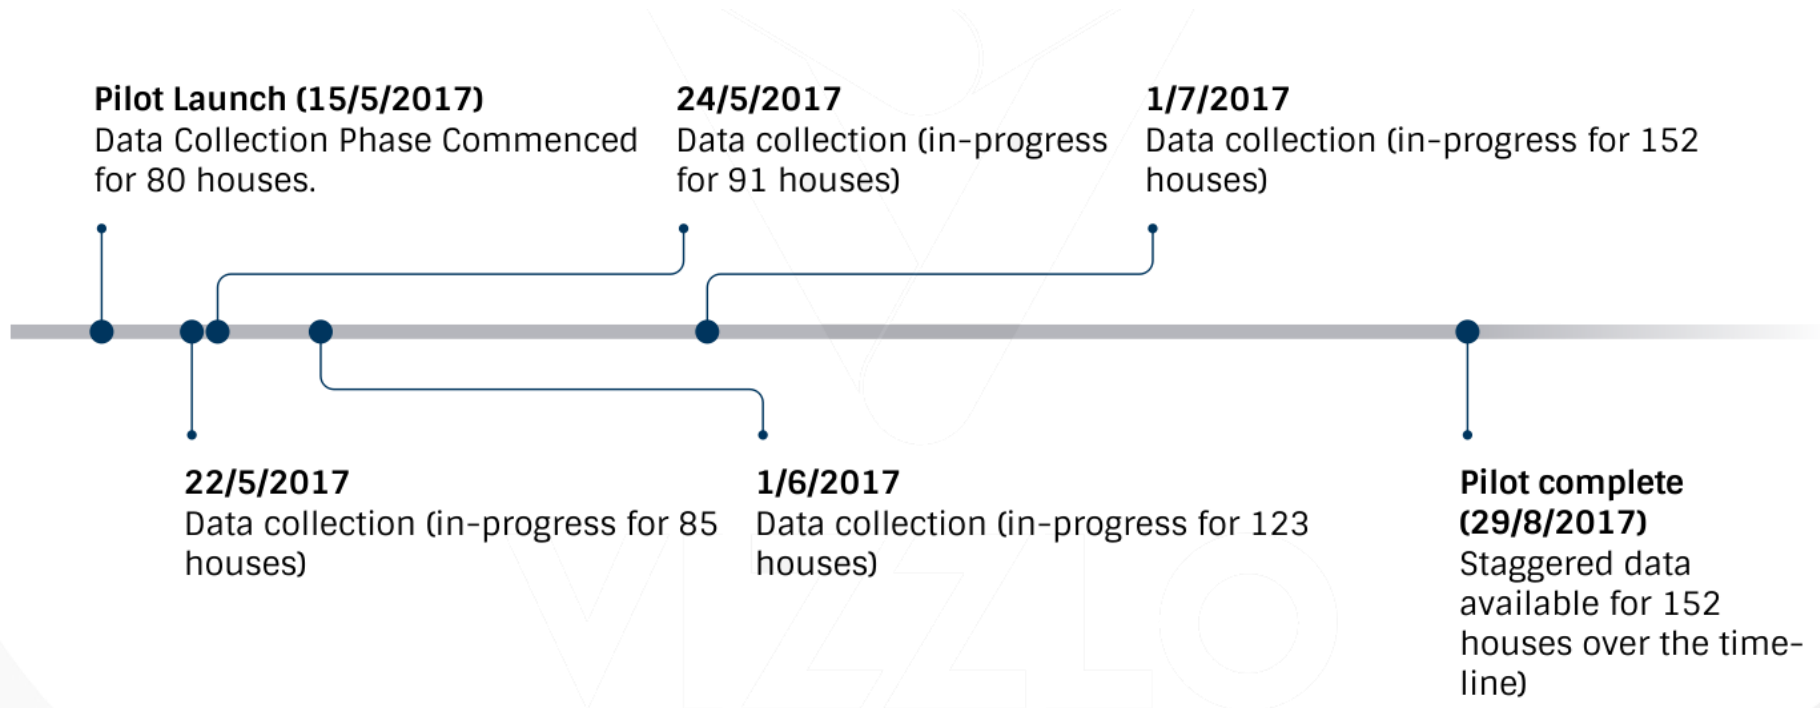 Pilot Launch (15/5/2017)
Data Collection Phase Commenced
for 80 houses.
24/5/2017
Data collection (in-progress
for 91 houses)
1/7/2017
Data collection (in-progress for 152
houses)
22/5/2017
Data collection (in-progress for 85
houses)
1/6/2017
Data collection (in-progress for 123
houses)
Pilot complete
(29/8/2017)
Staggered data
available for 152
houses over the time-
line)
VIZZLO